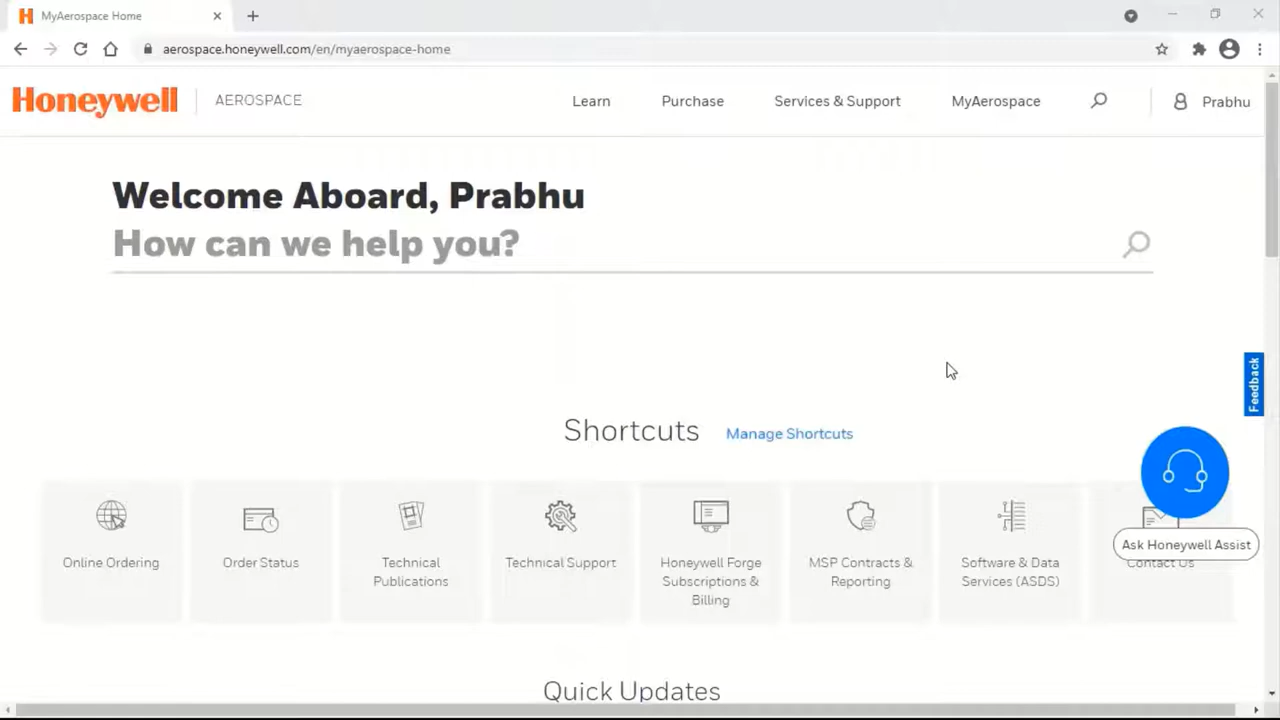 MyAerospace Home
aerospace.honeywell.com/en/myaerospace-home
Honeywell AEROSPACE Learn Purchase Services & Support MyAerospace Prabhu
Welcome Aboard, Prabhu
How can we help you?
Feedback
Shortcuts Manage Shortcuts
Ask Honeywell Assist
Online Ordering
Order Status
Technical
Publications
Technical Support
Honeywell Forge
Subscriptions &
Billing
MSP Contracts &
Reporting
Software & Data
Services (ASDS)
Contact Us
Quick Updates